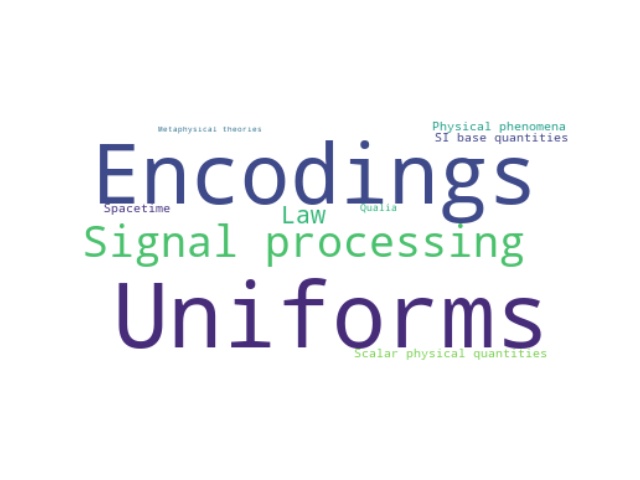 Metaphysical theories
Physical phenomena
SI base quantities
Encodings
Spacetime
Law
Qualia
Signal processing
Uniforms
Scalar physical quantities